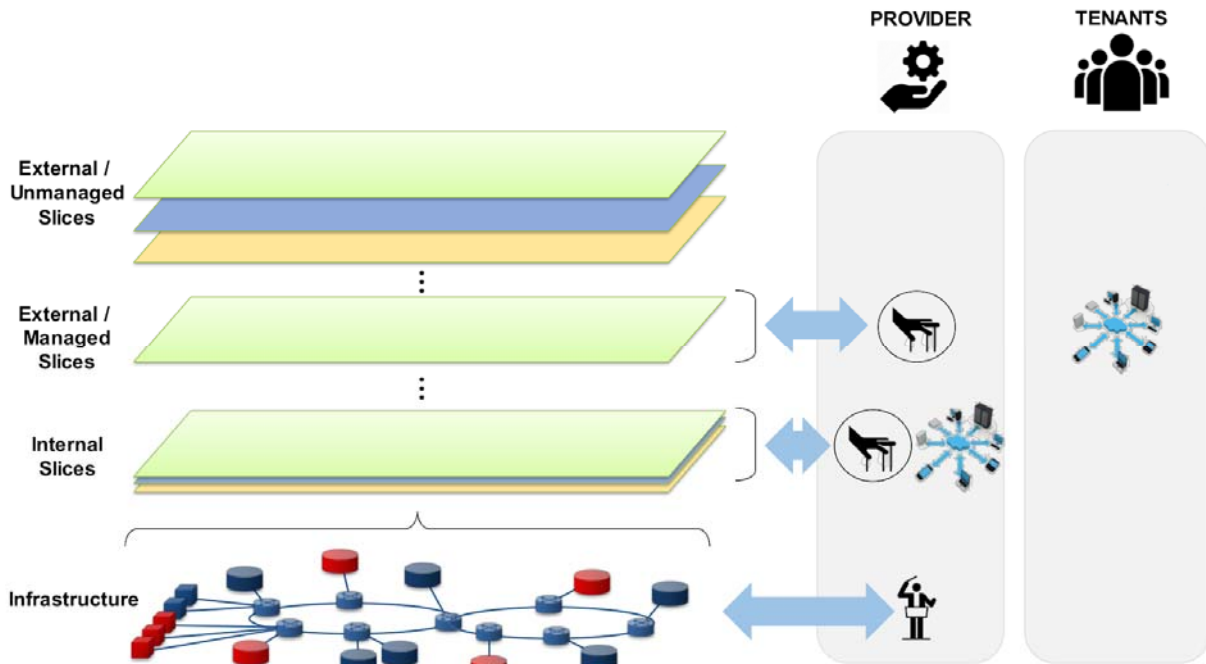 PROVIDER
TENANTS
External /
Unmanaged
Slices
External /
Managed
Slices
Internal
Slices
Infrastructure